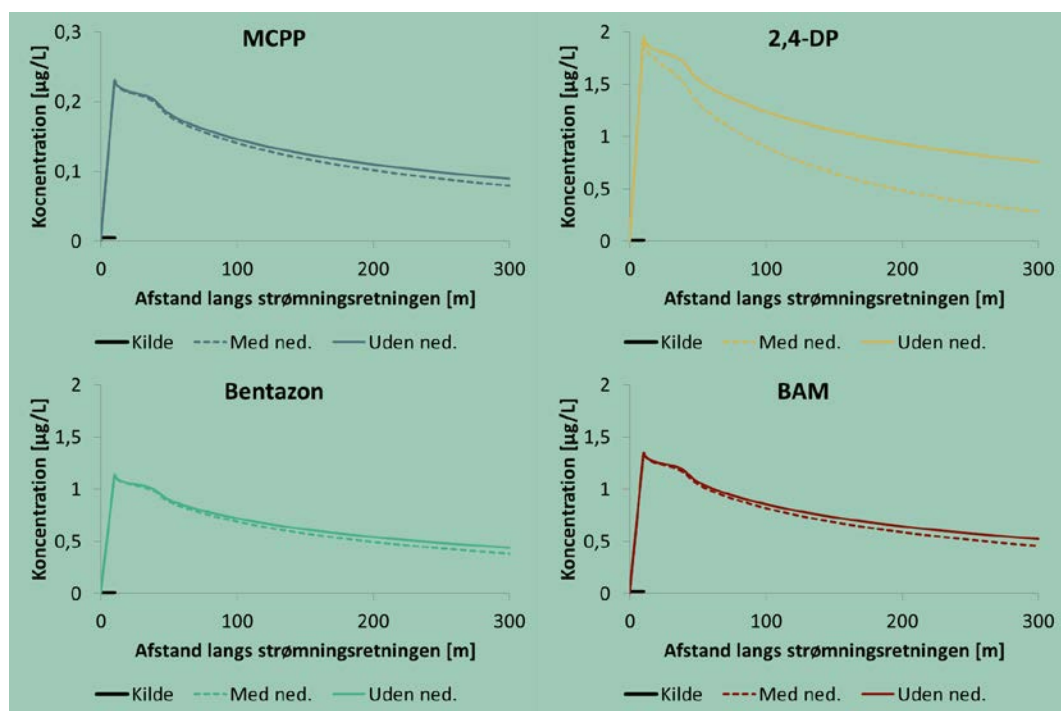 MCPP
Kocnentration [µg/L]
0,3
0,2
0,1
0
0 100 200 300
Afstand langs strømningsretningen [m]
Kilde Med ned. Uden ned.
2,4-DP
Koncentration [µg/L]
2
1,5
1
0,5
0
0 100 200 300
Afstand langs strømningsretningen [m]
Kilde Med ned. Uden ned.
Bentazon
Koncentration [µg/L]
2
1,5
1
0,5
0
0 100 200 300
Afstand langs strømningsretningen [m]
Kilde Med ned. Uden ned.
BAM
Koncentration [µg/L]
2
1,5
1
0,5
0
0 100 200 300
Afstand langs strømningsretningen [m]
Kilde Med ned. Uden ned.